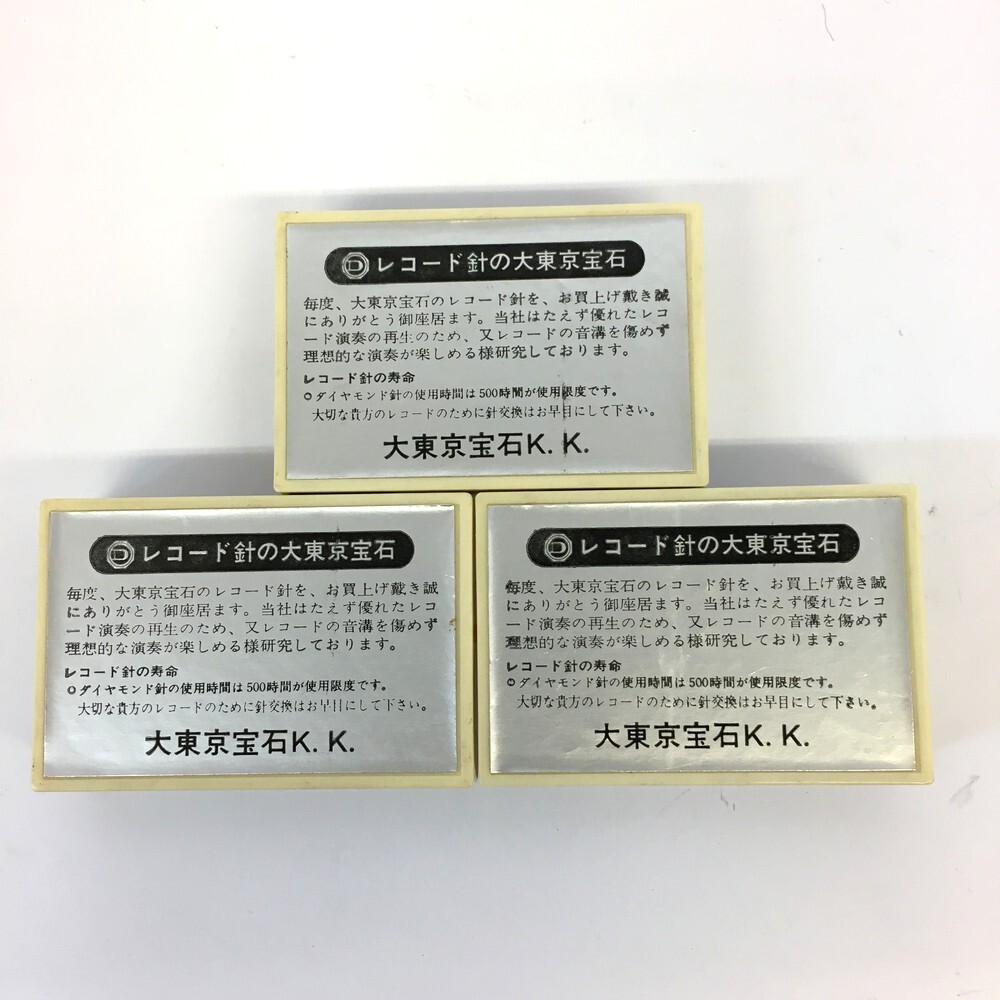 D レコード針の大東京宝石
毎度、大東京宝石のレコード針を、お買上げ戴き誠
にありがとう御座居ます。当社はたえず優れたレコ
ード演奏の再生のため、又レコードの音溝を傷めず
理想的な演奏が楽しめる様研究しております。
レコード針の寿命
◎ダイヤモンド針の使用時間は500時間が使用限度です。
大切な貴方のレコードのために針交換はお早目にして下さい。
大東京宝石K.K.
D レコード針の大東京宝石
毎度、大東京宝石のレコード針を、お買上げ戴き誠
にありがとう御座居ます。当社はたえず優れたレコ
ード演奏の再生のため、又レコードの音溝を傷めず
理想的な演奏が楽しめる様研究しております。
レコード針の寿命
◎ダイヤモンド針の使用時間は500時間が使用限度です。
大切な貴方のレコードのために針交換はお早目にして下さい。
大東京宝石K.K.
D レコード針の大東京宝石
毎度、大東京宝石のレコード針を、お買上げ戴き誠
にありがとう御座居ます。当社はたえず優れたレコ
ード演奏の再生のため、又レコードの音溝を傷めず
理想的な演奏が楽しめる様研究しております。
レコード針の寿命
◎ダイヤモンド針の使用時間は500時間が使用限度です。
大切な貴方のレコードのために針交換はお早目にして下さい。
大東京宝石K.K.